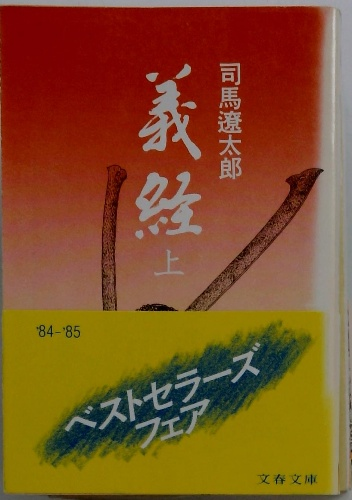 司馬遼太郎
義経
上
'84-'85
ベストセラーズ
フェア
文春文庫